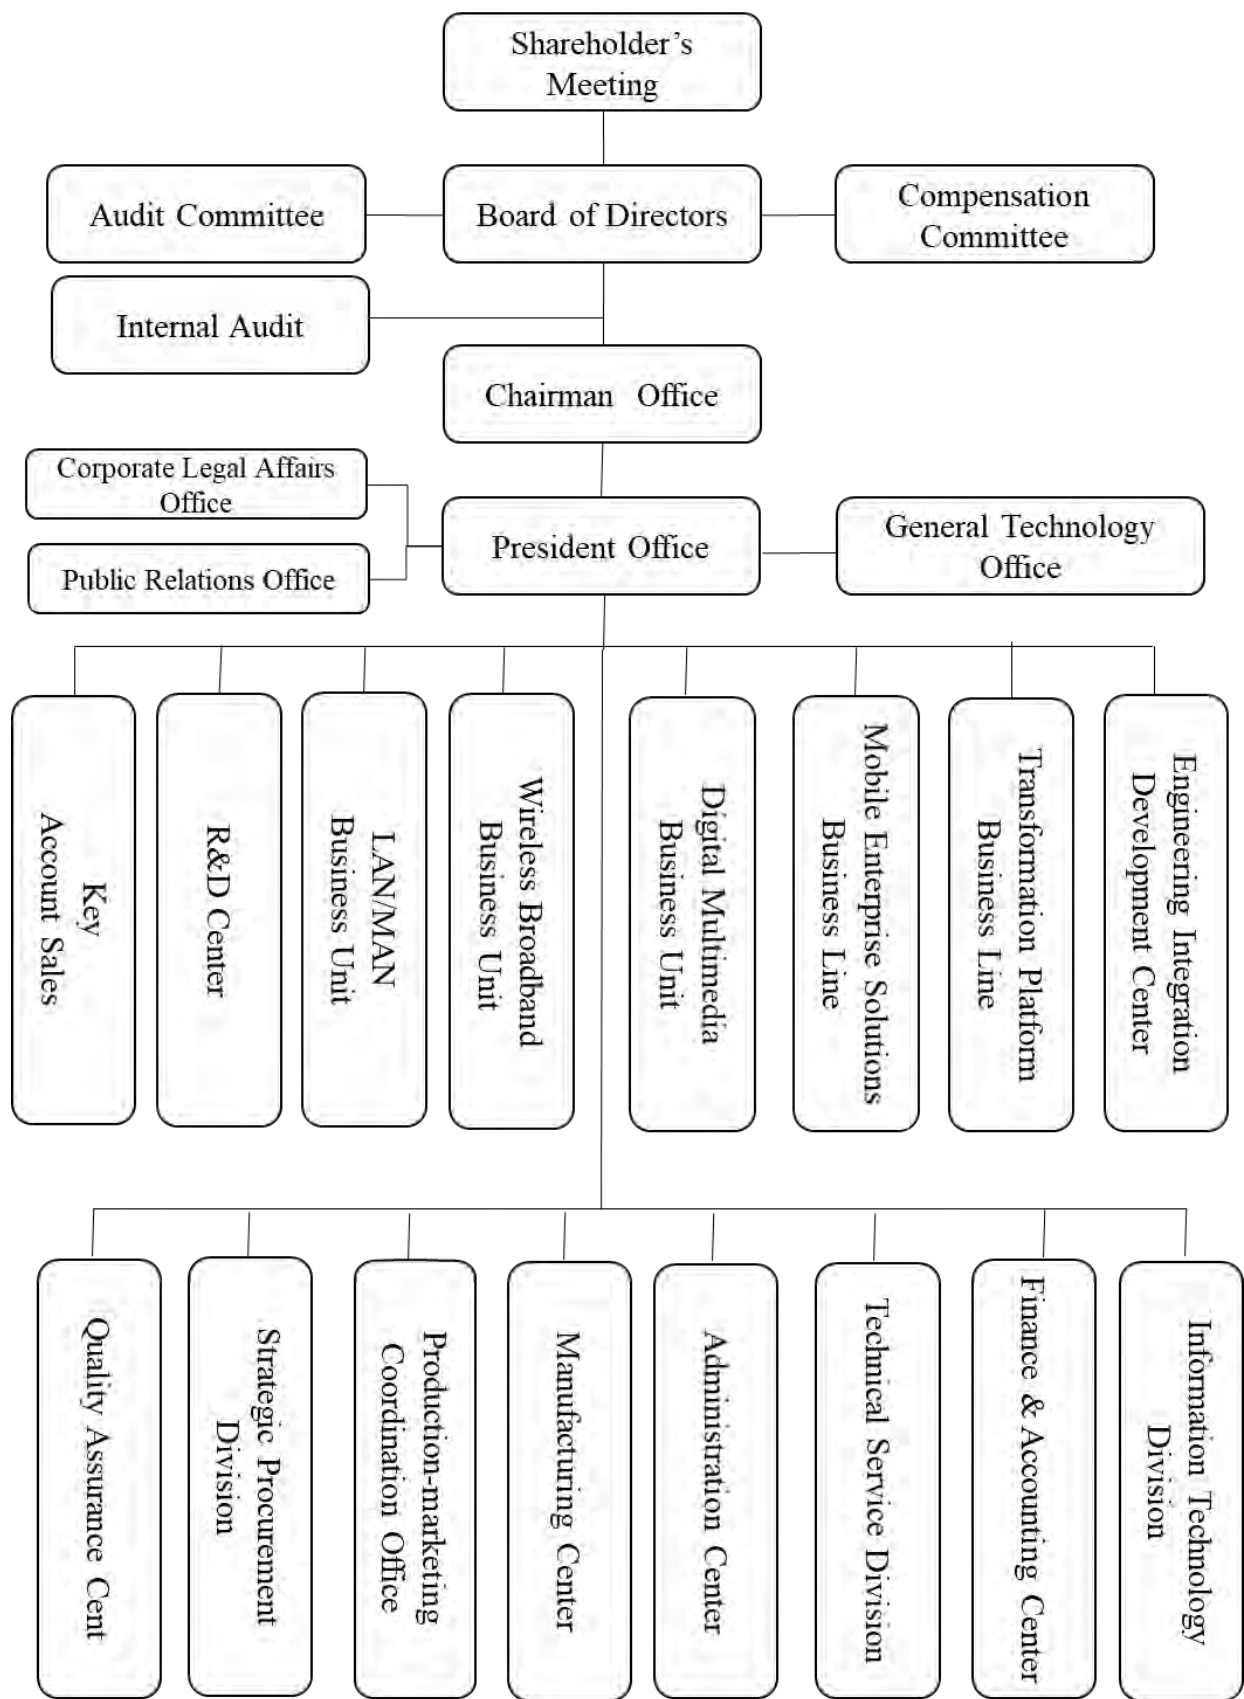 Shareholder’s
Meeting
Audit Committee
Board of Directors
Compensation
Committee
Internal Audit
Chairman Office
Corporate Legal Affairs
Office
Public Relations Office
President Office
General Technology
Office
Key
Account Sales
R&D Center
LAN/MAN
Business Unit
Wireless Broadband
Business Unit
Digital Multimedia
Business Unit
Mobile Enterprise Solutions
Business Line
Transformation Platform
Business Line
Engineering Integration
Development Center
Quality Assurance Cent
Strategic Procurement
Division
Production-marketing
Coordination Office
Manufacturing Center
Administration Center
Technical Service Division
Finance & Accounting Center
Information Technology
Division